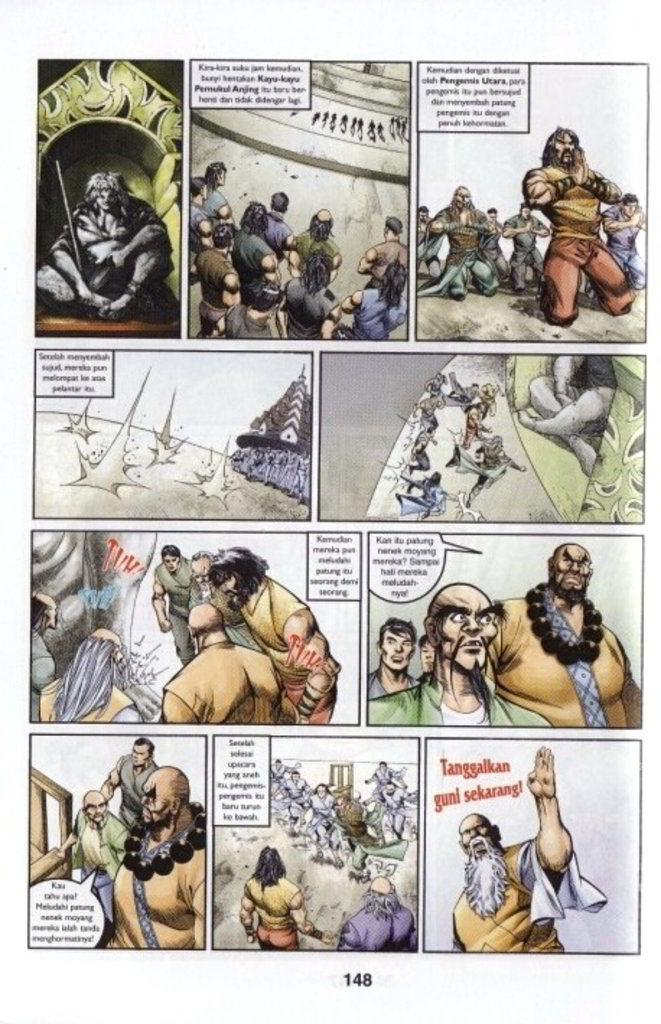 Kira-kira suku jam kemudian,
bunyi hentakan Kayu-kayu
Pemukul Anjing itu baru ber-
henti dan tidak didengar lagi.
Kemudian dengan diketuai
oleh Pengemis Utara, para
pengemis itu pun bersujud
dan menyembah patung
pengemis itu dengan
penuh kehormatan.
Setelah menyembah
sujud, mereka pun
melompat ke atas
pelantar itu.
TVIH
TVIH
TVIH
Kemudian
mereka pun
meludahi
patung itu
seorang demi
seorang.
Kan itu patung
nenek moyang
mereka? Sampai
hati mereka
meludah-
nya!
Kau
tahu apa?
Meludahi patung
nenek moyang
mereka ialah tanda
menghormatinya!
Setelah
selesai
upacara
yang aneh
itu, pengemis-
pengemis itu
baru turun
ke bawah.
Tanggalkan
guni sekarang!
148